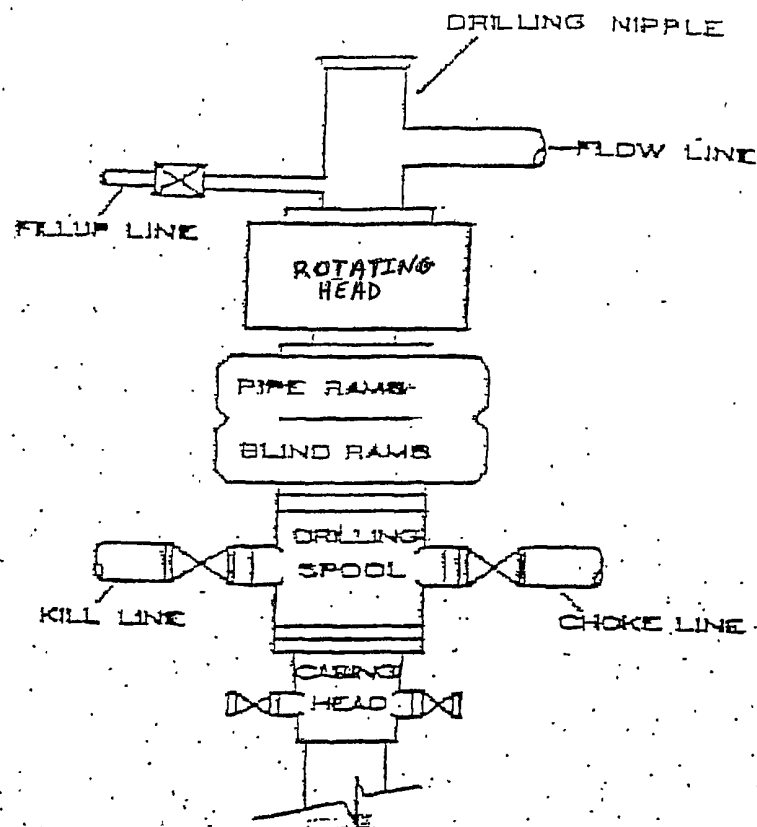 DRILLING NIPPLE
FLOW LINE
FILLUP LINE
ROTATING
HEAD
PIPE RAMS
BLIND RAMS
DRILLING
SPOOL
KILL LINE
CHOKE LINE
CASING
HEAD